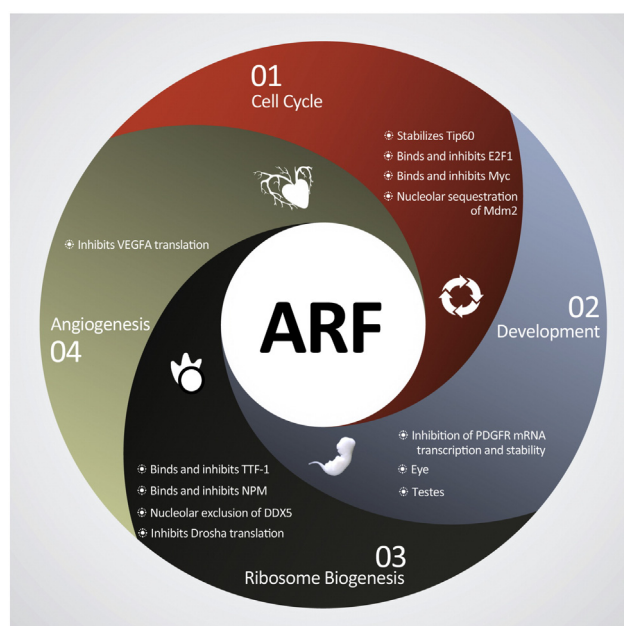 01
Cell Cycle
Stabilizes Tip60
Binds and inhibits E2F1
Binds and inhibits Myc
Nucleolar sequestration
of Mdm2
02
Development
Inhibition of PDGFR mRNA
transcription and stability
Eye
Testes
03
Ribosome Biogenesis
Binds and inhibits TTF-1
Binds and inhibits NPM
Nucleolar exclusion of DDX5
Inhibits Drosha translation
Angiogenesis
04
Inhibits VEGFA translation
ARF